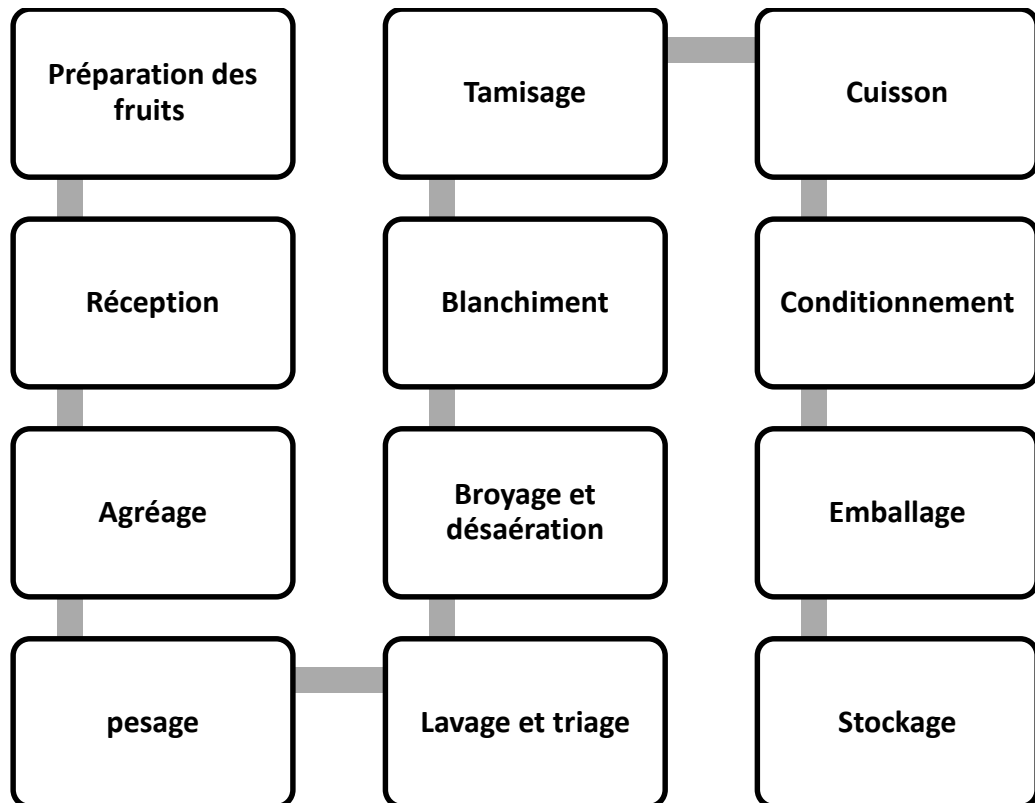 Préparation des
fruits
Réception
Agréage
pesage
Lavage et triage
Broyage et
désaération
Blanchiment
Tamisage
Cuisson
Conditionnement
Emballage
Stockage